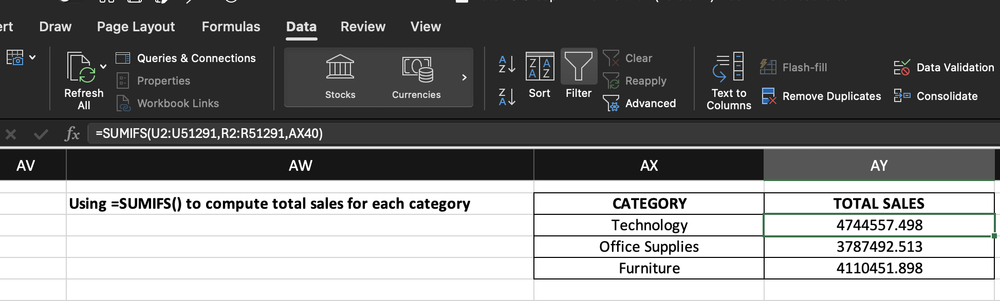 Draw Page Layout Formulas Data Review View
Queries & Connections
Properties
Workbook Links
Refresh
All
Stocks Currencies
Sort Filter
Clear
Reapply
Advanced
Text to
Columns
Flash-fill
Remove Duplicates
Data Validation
Consolidate
fx =SUMIFS(U2:U51291,R2:R51291,AX40)
AV AW AX AY
Using =SUMIFS() to compute total sales for each category CATEGORY TOTAL SALES
Technology 4744557.498
Office Supplies 3787492.513
Furniture 4110451.898